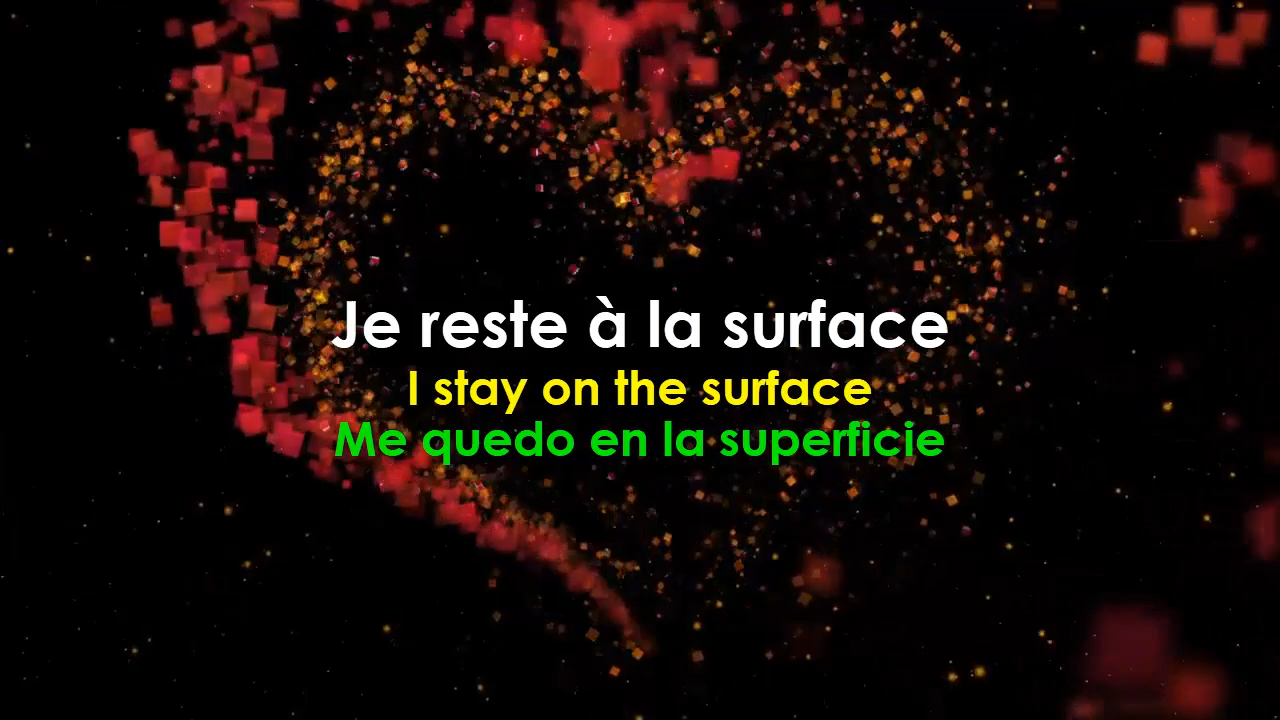 Je reste à la surface
I stay on the surface
Me quedo en la superficie